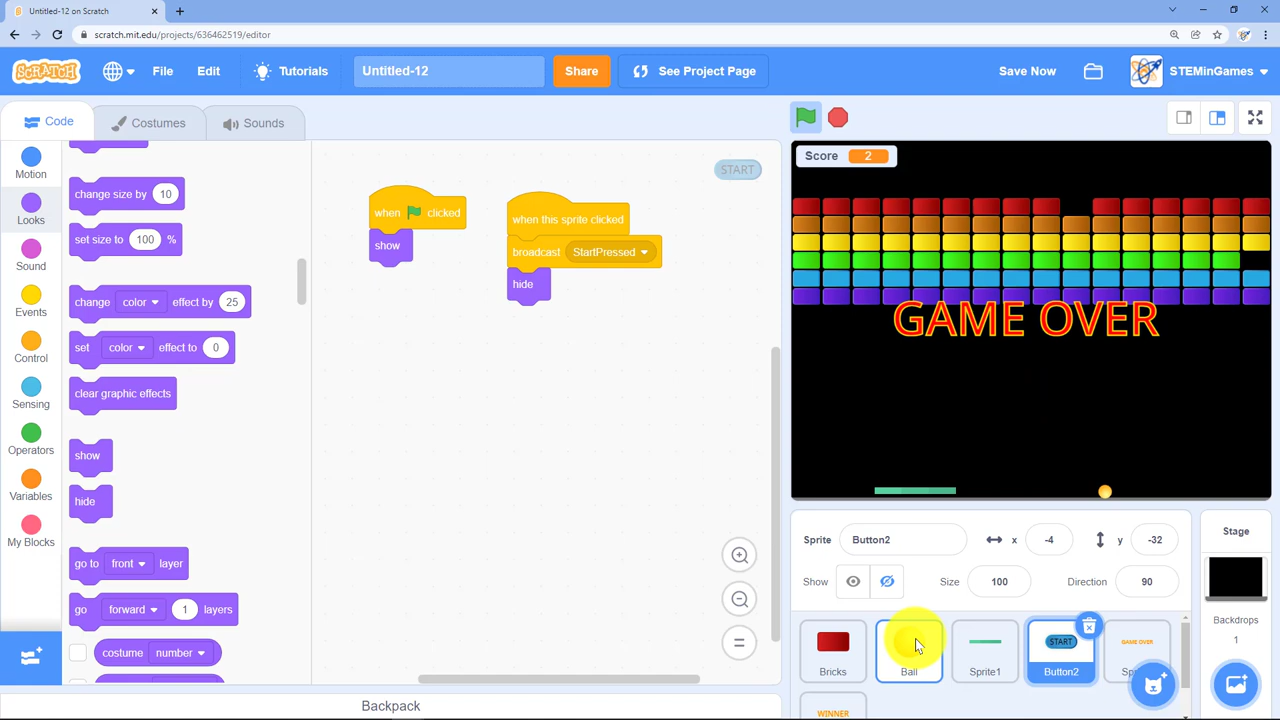 Untitled-12 on Scratch
scratch.mit.edu/projects/636462519/editor
SCRATCH
File
Edit
Tutorials
Untitled-12
Share
See Project Page
Save Now
STEMinGames
Code
Costumes
Sounds
Motion
Looks
Sound
Events
Control
Sensing
Operators
Variables
My Blocks
change size by 10
set size to 100 %
change color effect by 25
set color effect to 0
clear graphic effects
show
hide
go to front layer
go forward 1 layers
costume number
START
when clicked
show
when this sprite clicked
broadcast StartPressed
hide
Backpack
Score 2
GAME OVER
Sprite Button2 x -4 y -32
Show Size 100 Direction 90
Bricks
Ball
Sprite1
START
Button2
GAME OVER
WINNER
Stage
Backdrops
1